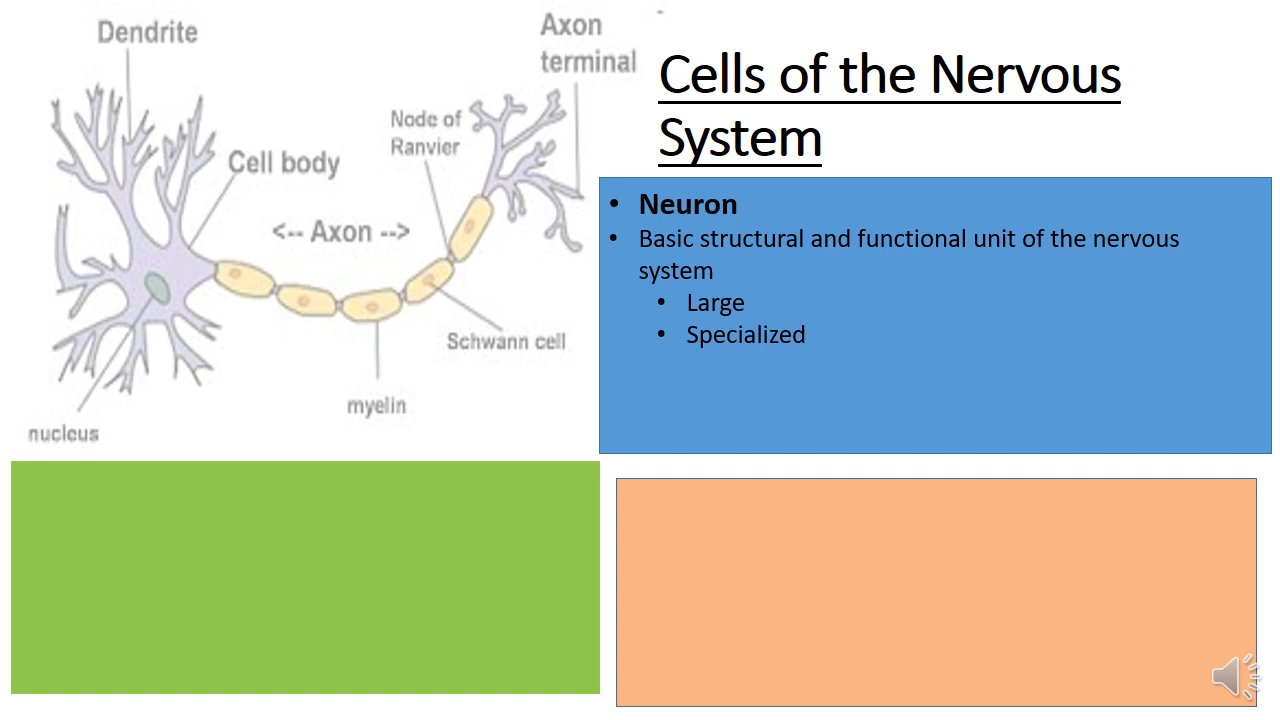 Dendrite
Axon
terminal
Node of
Ranvier
Cell body
<-- Axon -->
Schwann cell
myelin
nucleus
Cells of the Nervous
System
• Neuron
• Basic structural and functional unit of the nervous
system
• Large
• Specialized